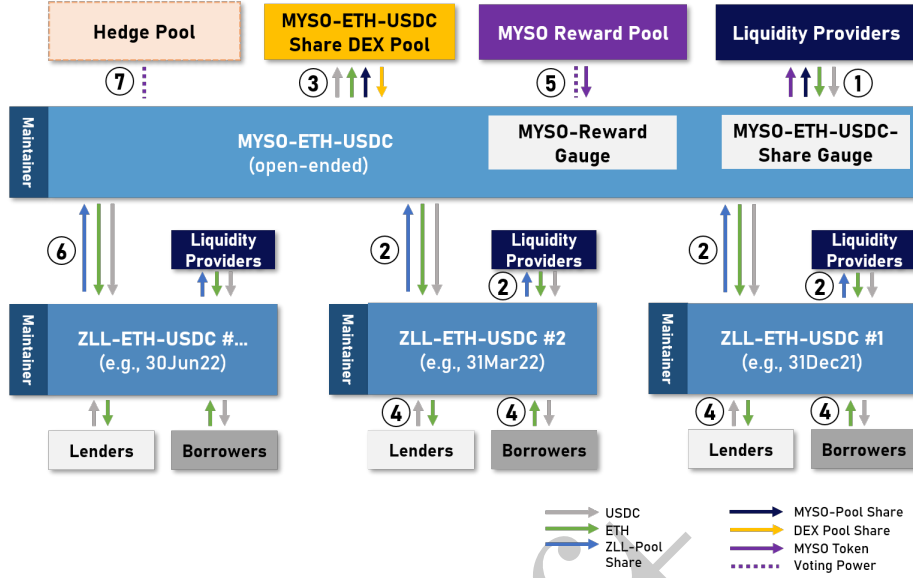 Hedge Pool
MYSO-ETH-USDC
Share DEX Pool
MYSO Reward Pool
Liquidity Providers
7
3
5
1
Maintainer
MYSO-ETH-USDC
(open-ended)
MYSO-Reward
Gauge
MYSO-ETH-USDC-
Share Gauge
6
Liquidity
Providers
2
Liquidity
Providers
2
2
Liquidity
Providers
2
Maintainer
ZLL-ETH-USDC #...
(e.g., 30Jun22)
Maintainer
ZLL-ETH-USDC #2
(e.g., 31Mar22)
Maintainer
ZLL-ETH-USDC #1
(e.g., 31Dec21)
4
4
4
4
Lenders
Borrowers
Lenders
Borrowers
Lenders
Borrowers
USDC
ETH
ZLL-Pool
Share
MYSO-Pool Share
DEX Pool Share
MYSO Token
Voting Power